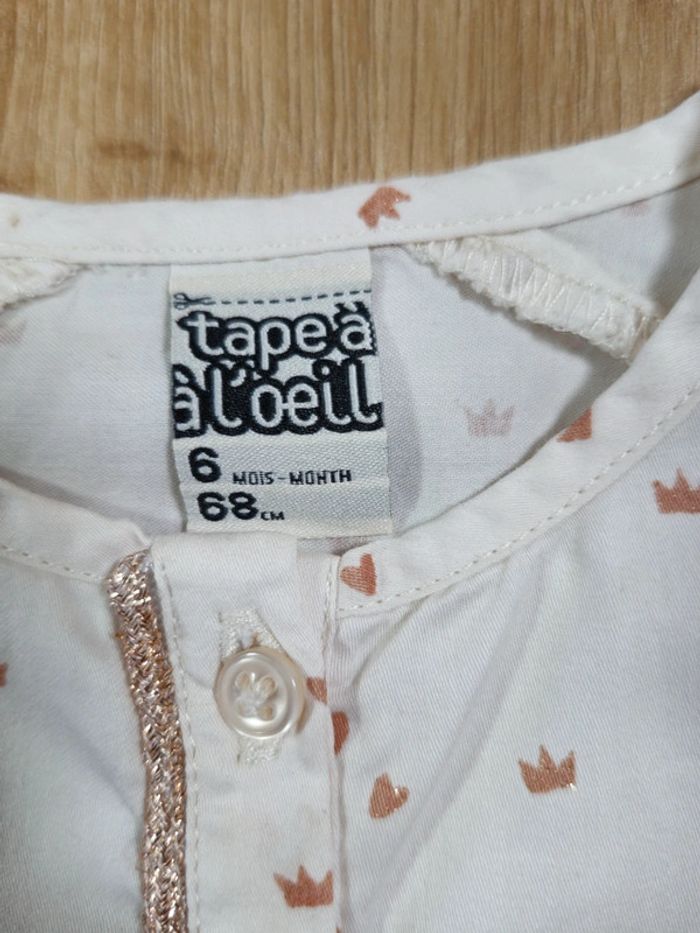 tape à
à l'oeil
6 MOIS-MONTH
68 CM